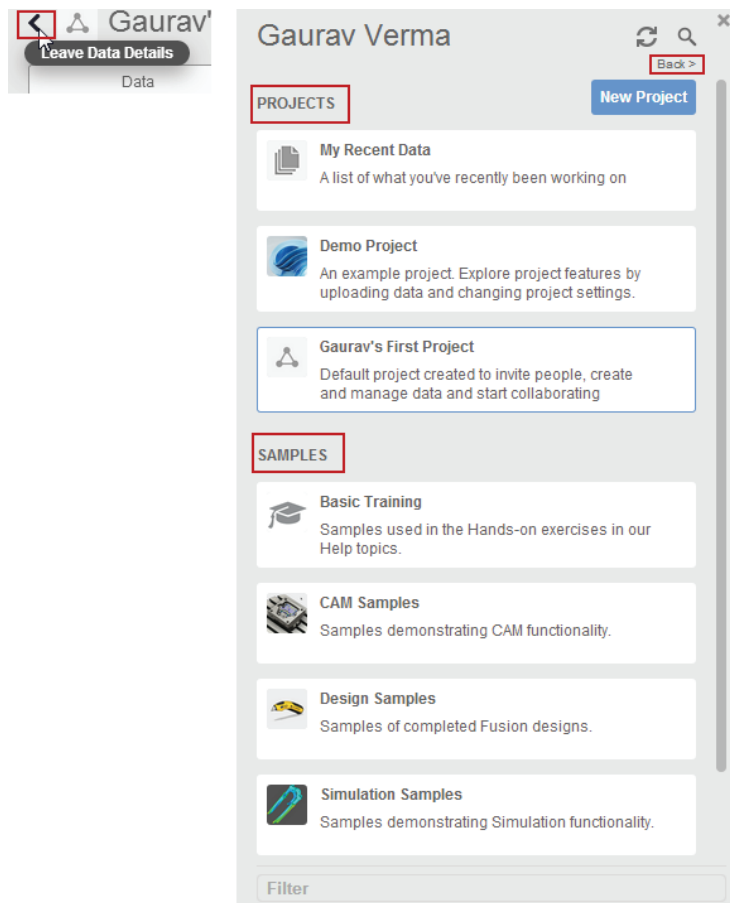 Gaurav'
Leave Data Details
Data
Gaurav Verma
Back >
PROJECTS
New Project
My Recent Data
A list of what you've recently been working on
Demo Project
An example project. Explore project features by
uploading data and changing project settings.
Gaurav's First Project
Default project created to invite people, create
and manage data and start collaborating
SAMPLES
Basic Training
Samples used in the Hands-on exercises in our
Help topics.
CAM Samples
Samples demonstrating CAM functionality.
Design Samples
Samples of completed Fusion designs.
Simulation Samples
Samples demonstrating Simulation functionality.
Filter